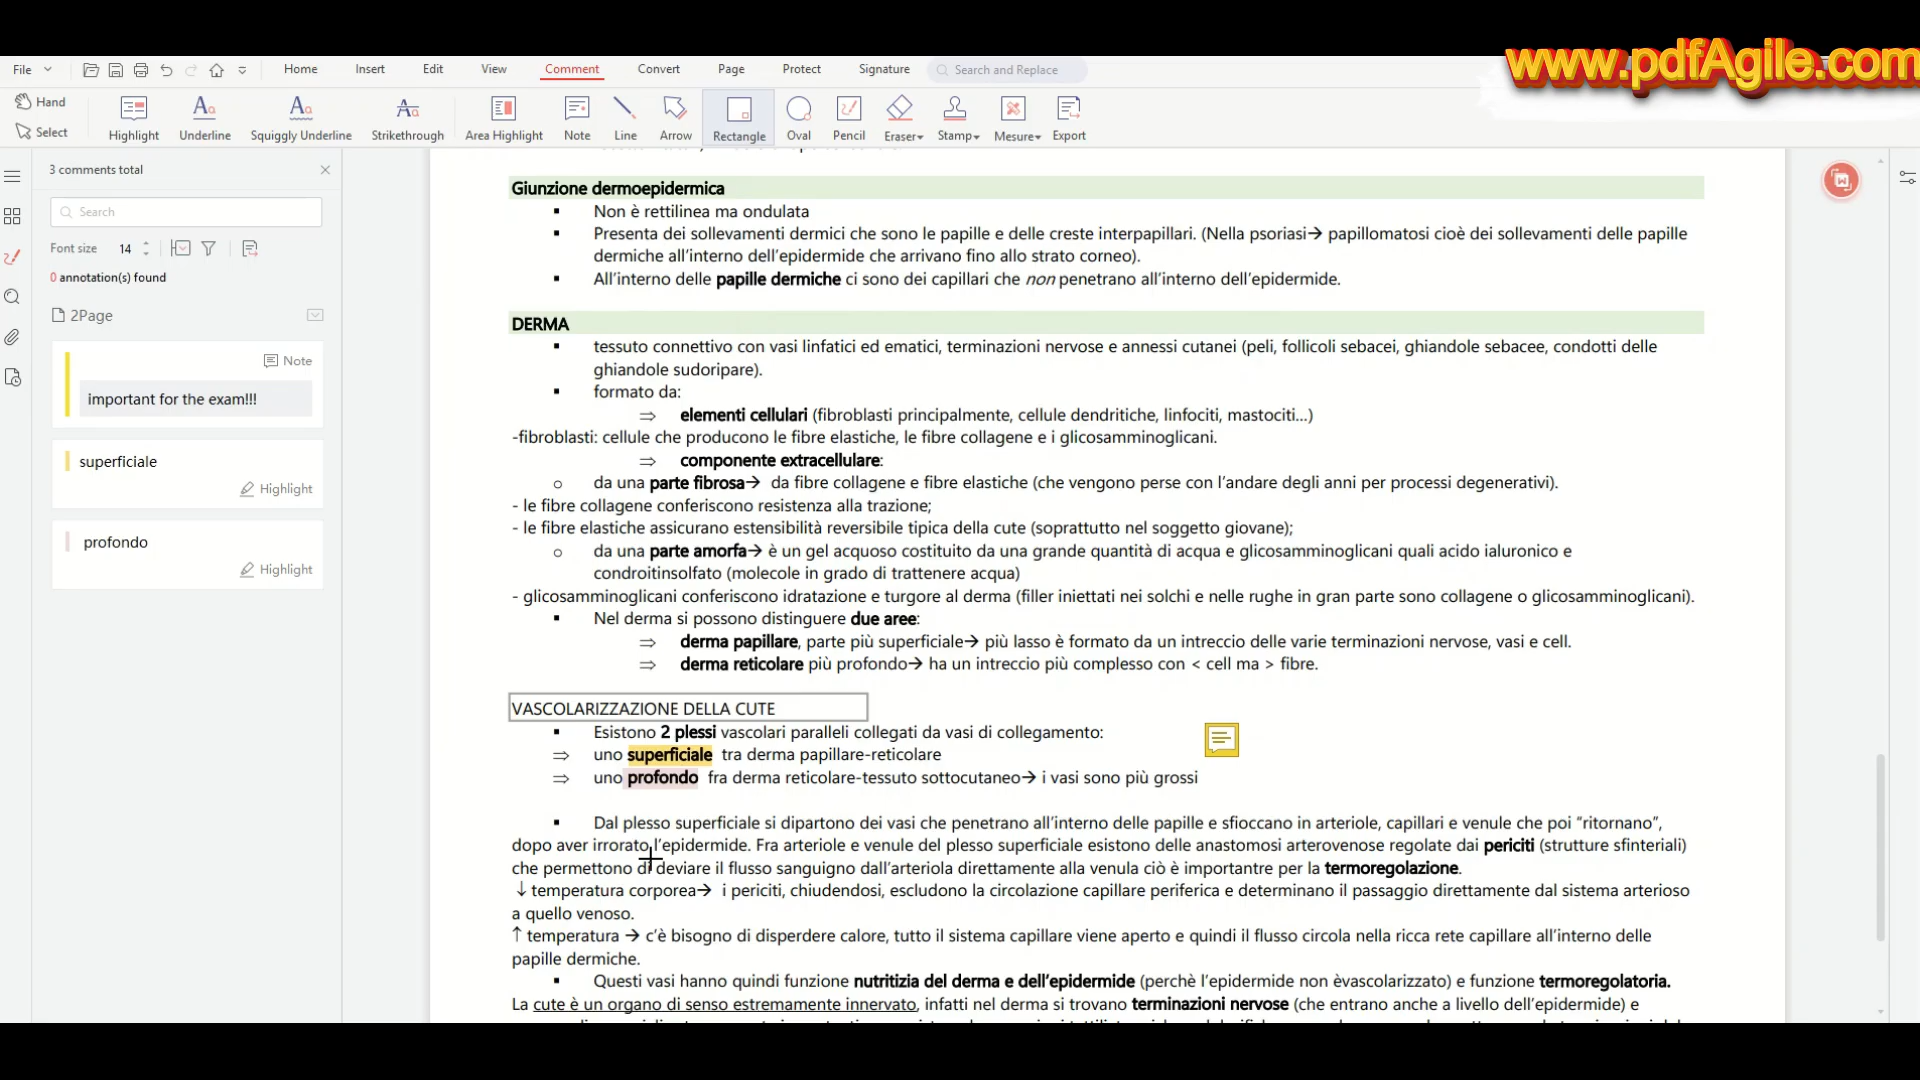 www.pdfAgile.com
File
Home
Insert
Edit
View
Comment
Convert
Page
Protect
Signature
Search and Replace
Hand
Select
Highlight
Underline
Squiggly Underline
Strikethrough
Area Highlight
Note
Line
Arrow
Rectangle
Oval
Pencil
Eraser
Stamp
Mesure
Export
3 comments total
Search
Font size 14
0 annotation(s) found
2Page
Note
important for the exam!!!
superficiale
Highlight
profondo
Highlight
Giunzione dermoepidermica
▪ Non è rettilinea ma ondulata
▪ Presenta dei sollevamenti dermici che sono le papille e delle creste interpapillari. (Nella psoriasi→ papillomatosi cioè dei sollevamenti delle papille
dermiche all’interno dell’epidermide che arrivano fino allo strato corneo).
▪ All’interno delle papille dermiche ci sono dei capillari che non penetrano all’interno dell’epidermide.
DERMA
▪ tessuto connettivo con vasi linfatici ed ematici, terminazioni nervose e annessi cutanei (peli, follicoli sebacei, ghiandole sebacee, condotti delle
ghiandole sudoripare).
▪ formato da:
⇒ elementi cellulari (fibroblasti principalmente, cellule dendritiche, linfociti, mastociti…)
-fibroblasti: cellule che producono le fibre elastiche, le fibre collagene e i glicosamminoglicani.
⇒ componente extracellulare:
o da una parte fibrosa→ da fibre collagene e fibre elastiche (che vengono perse con l’andare degli anni per processi degenerativi).
- le fibre collagene conferiscono resistenza alla trazione;
- le fibre elastiche assicurano estensibilità reversibile tipica della cute (soprattutto nel soggetto giovane);
o da una parte amorfa→ è un gel acquoso costituito da una grande quantità di acqua e glicosamminoglicani quali acido ialuronico e
condroitinsolfato (molecole in grado di trattenere acqua)
- glicosamminoglicani conferiscono idratazione e turgore al derma (filler iniettati nei solchi e nelle rughe in gran parte sono collagene o glicosamminoglicani).
▪ Nel derma si possono distinguere due aree:
⇒ derma papillare, parte più superficiale→ più lasso è formato da un intreccio delle varie terminazioni nervose, vasi e cell.
⇒ derma reticolare più profondo→ ha un intreccio più complesso con < cell ma > fibre.
VASCOLARIZZAZIONE DELLA CUTE
▪ Esistono 2 plessi vascolari paralleli collegati da vasi di collegamento:
⇒ uno superficiale tra derma papillare-reticolare
⇒ uno profondo fra derma reticolare-tessuto sottocutaneo→ i vasi sono più grossi
▪ Dal plesso superficiale si dipartono dei vasi che penetrano all’interno delle papille e sfioccano in arteriole, capillari e venule che poi “ritornano”,
dopo aver irrorato l’epidermide. Fra arteriole e venule del plesso superficiale esistono delle anastomosi arterovenose regolate dai periciti (strutture sfinteriali)
che permettono di deviare il flusso sanguigno dall’arteriola direttamente alla venula ciò è importantre per la termoregolazione.
↓ temperatura corporea→ i periciti, chiudendosi, escludono la circolazione capillare periferica e determinano il passaggio direttamente dal sistema arterioso
a quello venoso.
↑ temperatura → c’è bisogno di disperdere calore, tutto il sistema capillare viene aperto e quindi il flusso circola nella ricca rete capillare all’interno delle
papille dermiche.
▪ Questi vasi hanno quindi funzione nutritizia del derma e dell’epidermide (perchè l’epidermide non èvascolarizzato) e funzione termoregolatoria.
La cute è un organo di senso estremamente innervato, infatti nel derma si trovano terminazioni nervose (che entrano anche a livello dell’epidermide) e